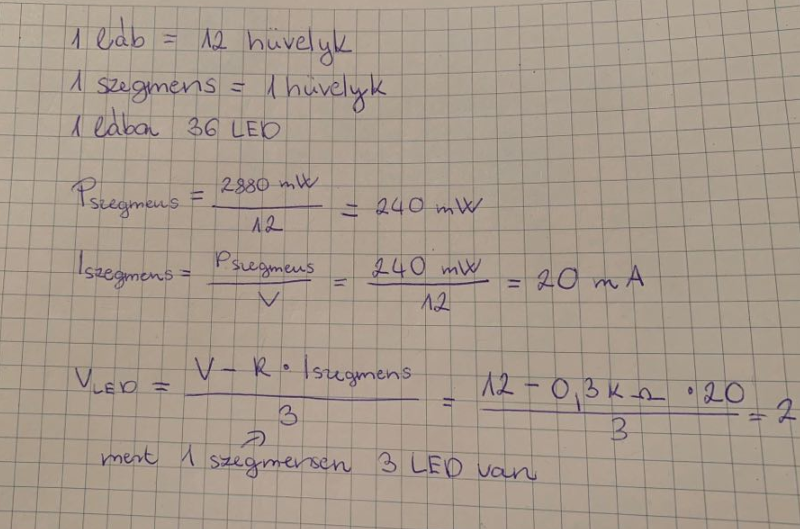 1 láb = 12 hüvelyk
1 szegmens = 1 hüvelyk
1 lábon 36 LED
Pszegmens = 2880 mW / 12 = 240 mW
Iszegmens = Pszegmens / V = 240 mW / 12 = 20 mA
VLED = V - R · Iszegmens / 3 = 12 - 0,3 k Ω · 20 / 3 = 2
mert 1 szegmensen 3 LED van